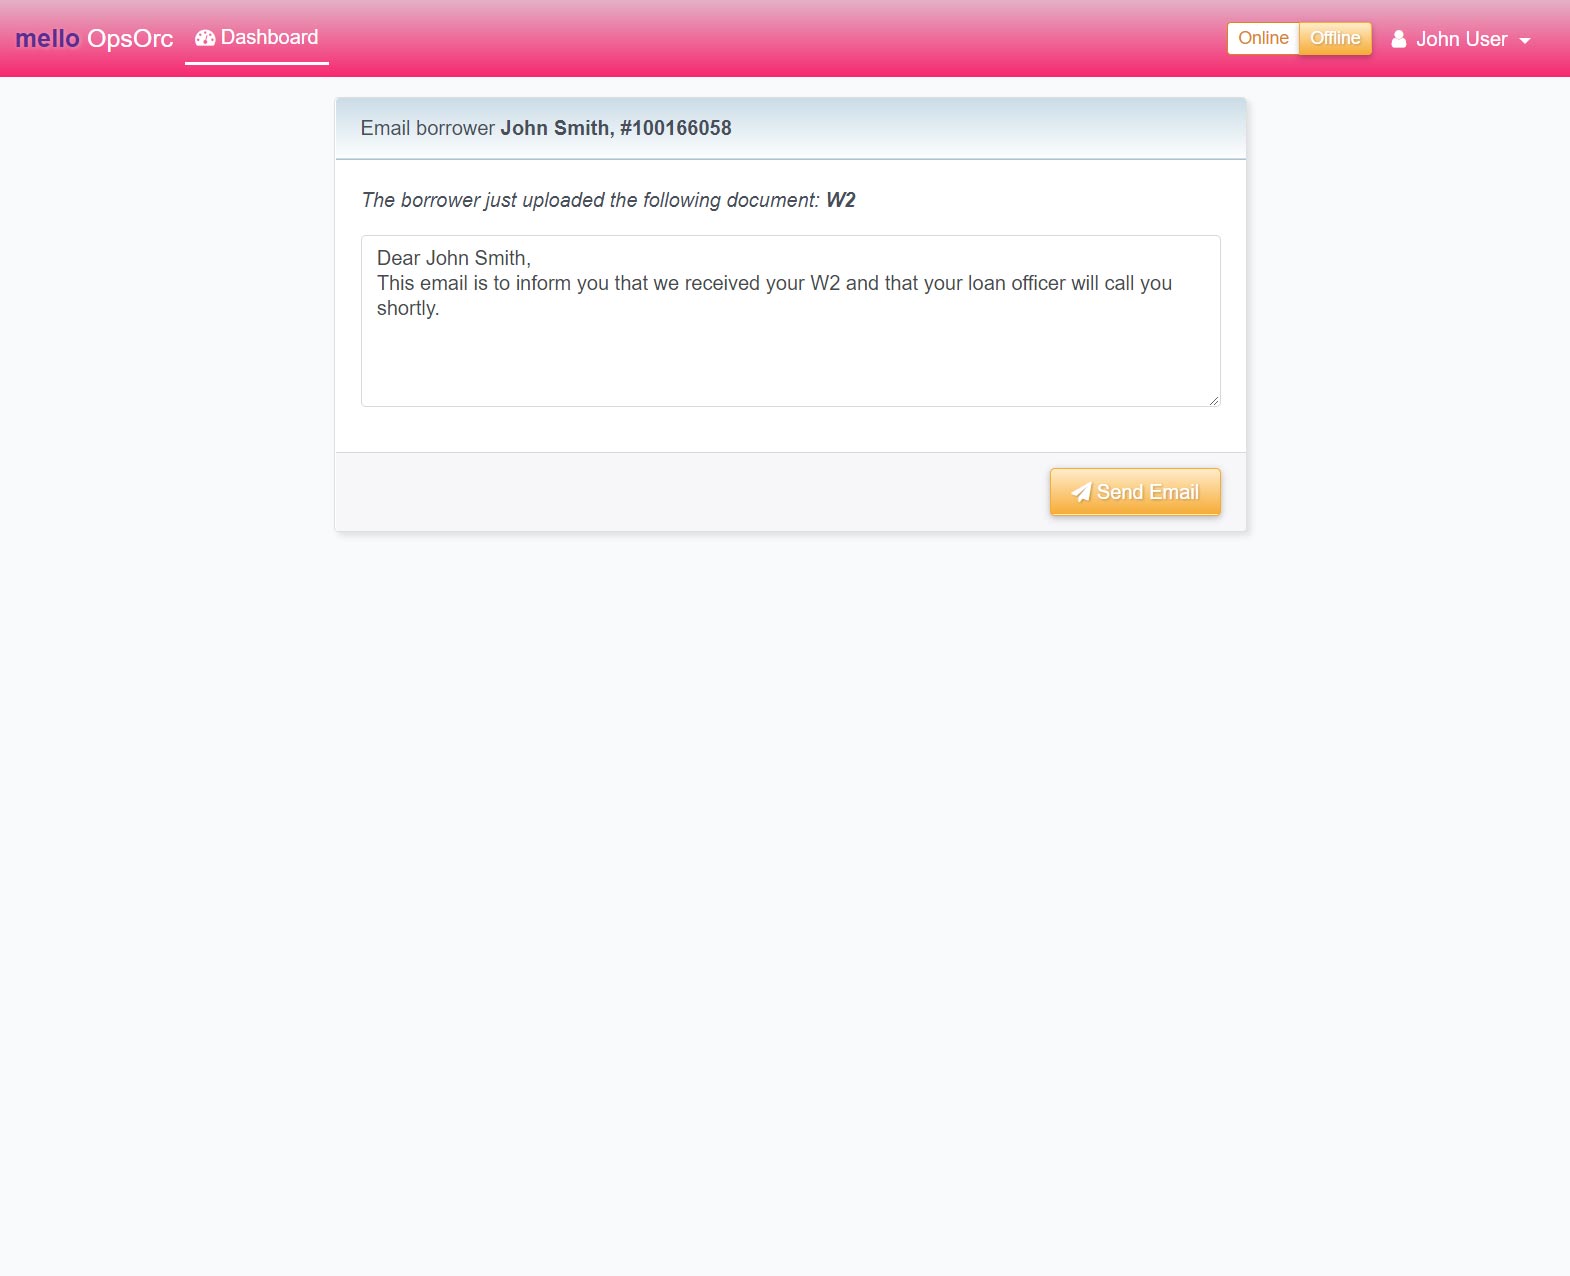 mello OpsOrc Dashboard Online Offline John User
Email borrower John Smith, #100166058
The borrower just uploaded the following document: W2
Dear John Smith,
This email is to inform you that we received your W2 and that your loan officer will call you
shortly.
Send Email